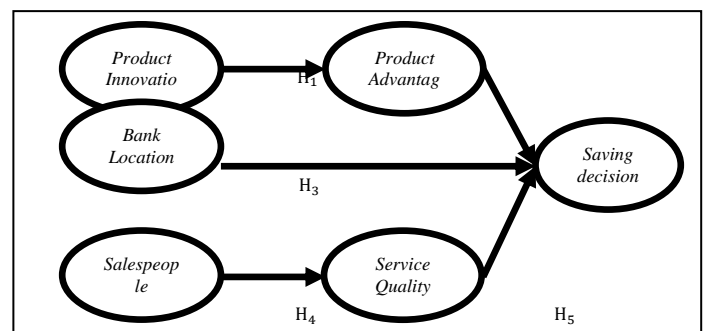 Product
Innovatio
H₁
Product
Advantag
Bank
Location
H₃
Saving
decision
Salespeop
le
H₄
Service
Quality
H₅